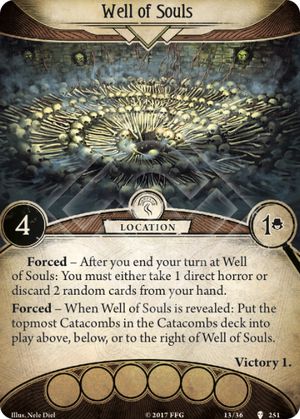 Well of Souls
4
LOCATION
1
Forced – After you end your turn at Well
of Souls: You must either take 1 direct horror or
discard 2 random cards from your hand.
Forced – When Well of Souls is revealed: Put the
topmost Catacombs in the Catacombs deck into
play above, below, or to the right of Well of Souls.
Victory 1.
Illus. Nele Diel
© 2017 FFG
13/36
251